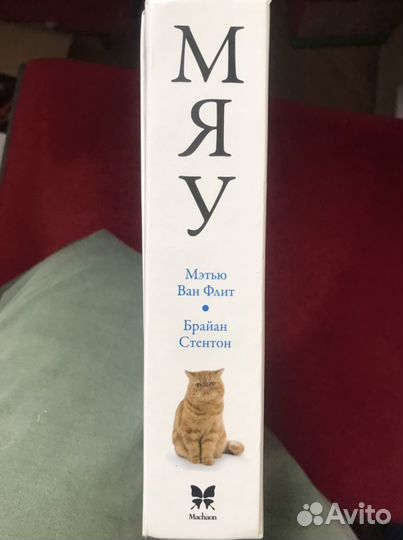 М
Я
У
Мэтью
Ван Флит
Брайан
Стентон
Machaon
Avito